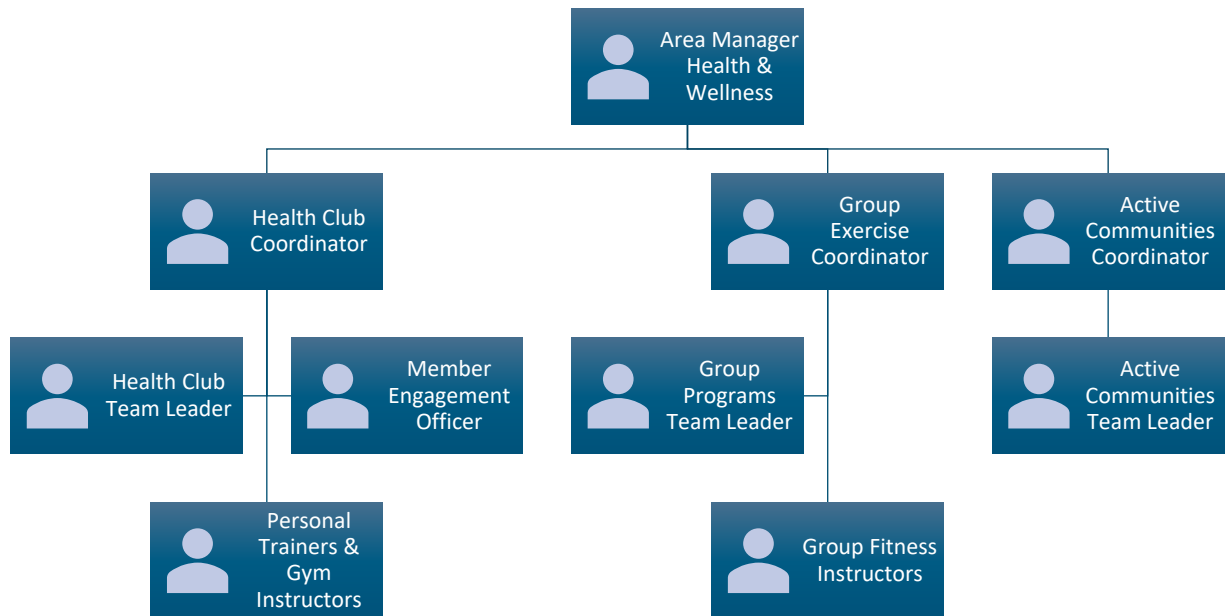 Area Manager
Health &
Wellness
Health Club
Coordinator
Group
Exercise
Coordinator
Active
Communities
Coordinator
Health Club
Team Leader
Member
Engagement
Officer
Group
Programs
Team Leader
Active
Communities
Team Leader
Personal
Trainers &
Gym
Instructors
Group Fitness
Instructors